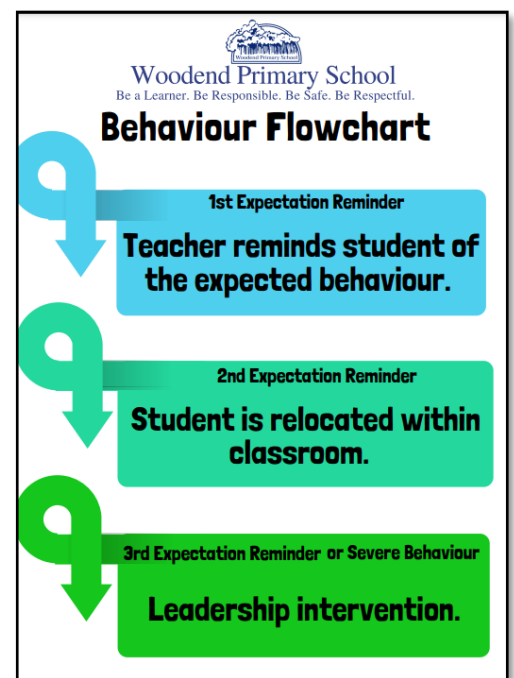 Woodend Primary School
Woodend Primary School
Be a Learner. Be Responsible. Be Safe. Be Respectful.
Behaviour Flowchart
1st Expectation Reminder
Teacher reminds student of
the expected behaviour.
2nd Expectation Reminder
Student is relocated within
classroom.
3rd Expectation Reminder or Severe Behaviour
Leadership intervention.